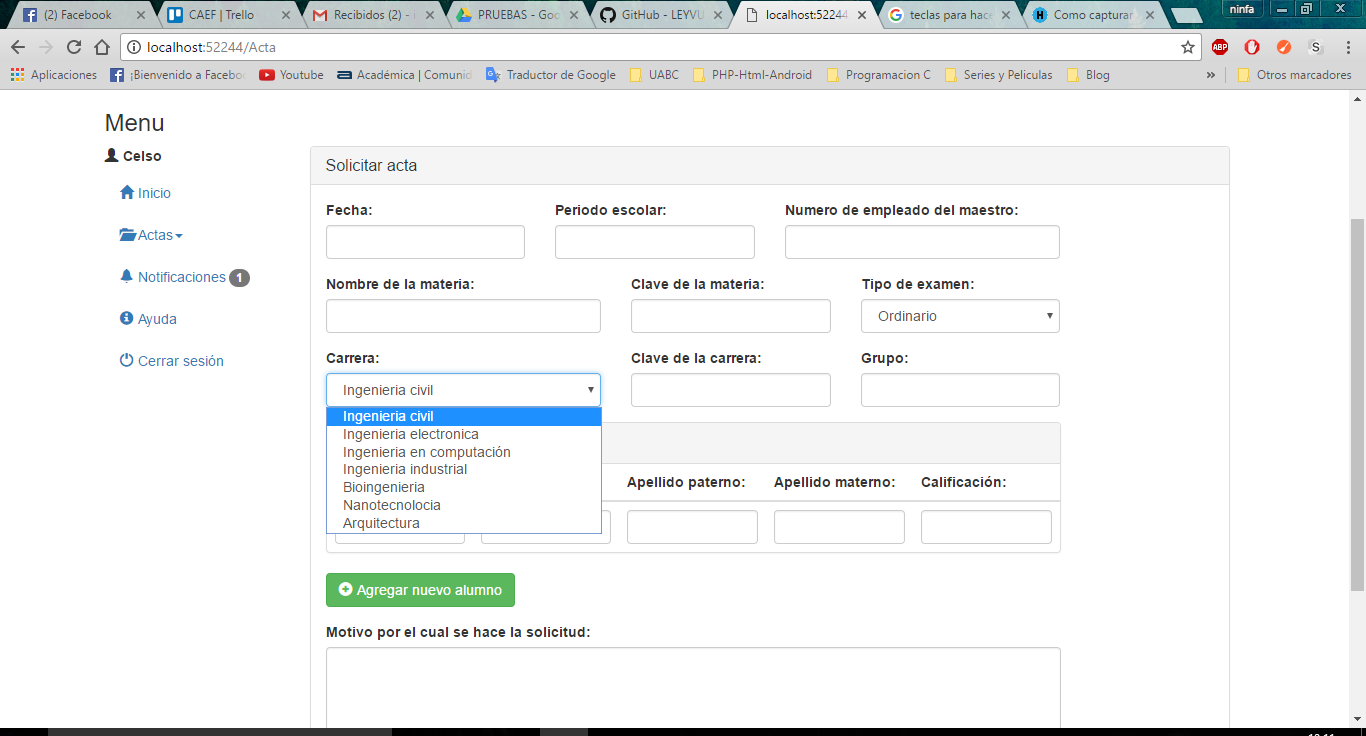 (2) Facebook
CAEF | Trello
Recibidos (2) -
PRUEBAS - Goo
GitHub - LEYVU
localhost:52244
teclas para hace
Como capturar
ninfa
localhost:52244/Acta
ABP
S
Aplicaciones
¡Bienvenido a Facebo
Youtube
Académica | Comunid
Traductor de Google
UABC
PHP-Html-Android
Programacion C
Series y Peliculas
Blog
»
Otros marcadores
Menu
Celso
Inicio
Actas
Notificaciones 1
Ayuda
Cerrar sesión
Solicitar acta
Fecha:
Periodo escolar:
Numero de empleado del maestro:
Nombre de la materia:
Clave de la materia:
Tipo de examen:
Ordinario
Carrera:
Clave de la carrera:
Grupo:
Ingenieria civil
Ingenieria civil
Ingenieria electronica
Ingenieria en computación
Ingenieria industrial
Bioingenieria
Nanotecnolocia
Arquitectura
Apellido paterno:
Apellido materno:
Calificación:
Agregar nuevo alumno
Motivo por el cual se hace la solicitud: